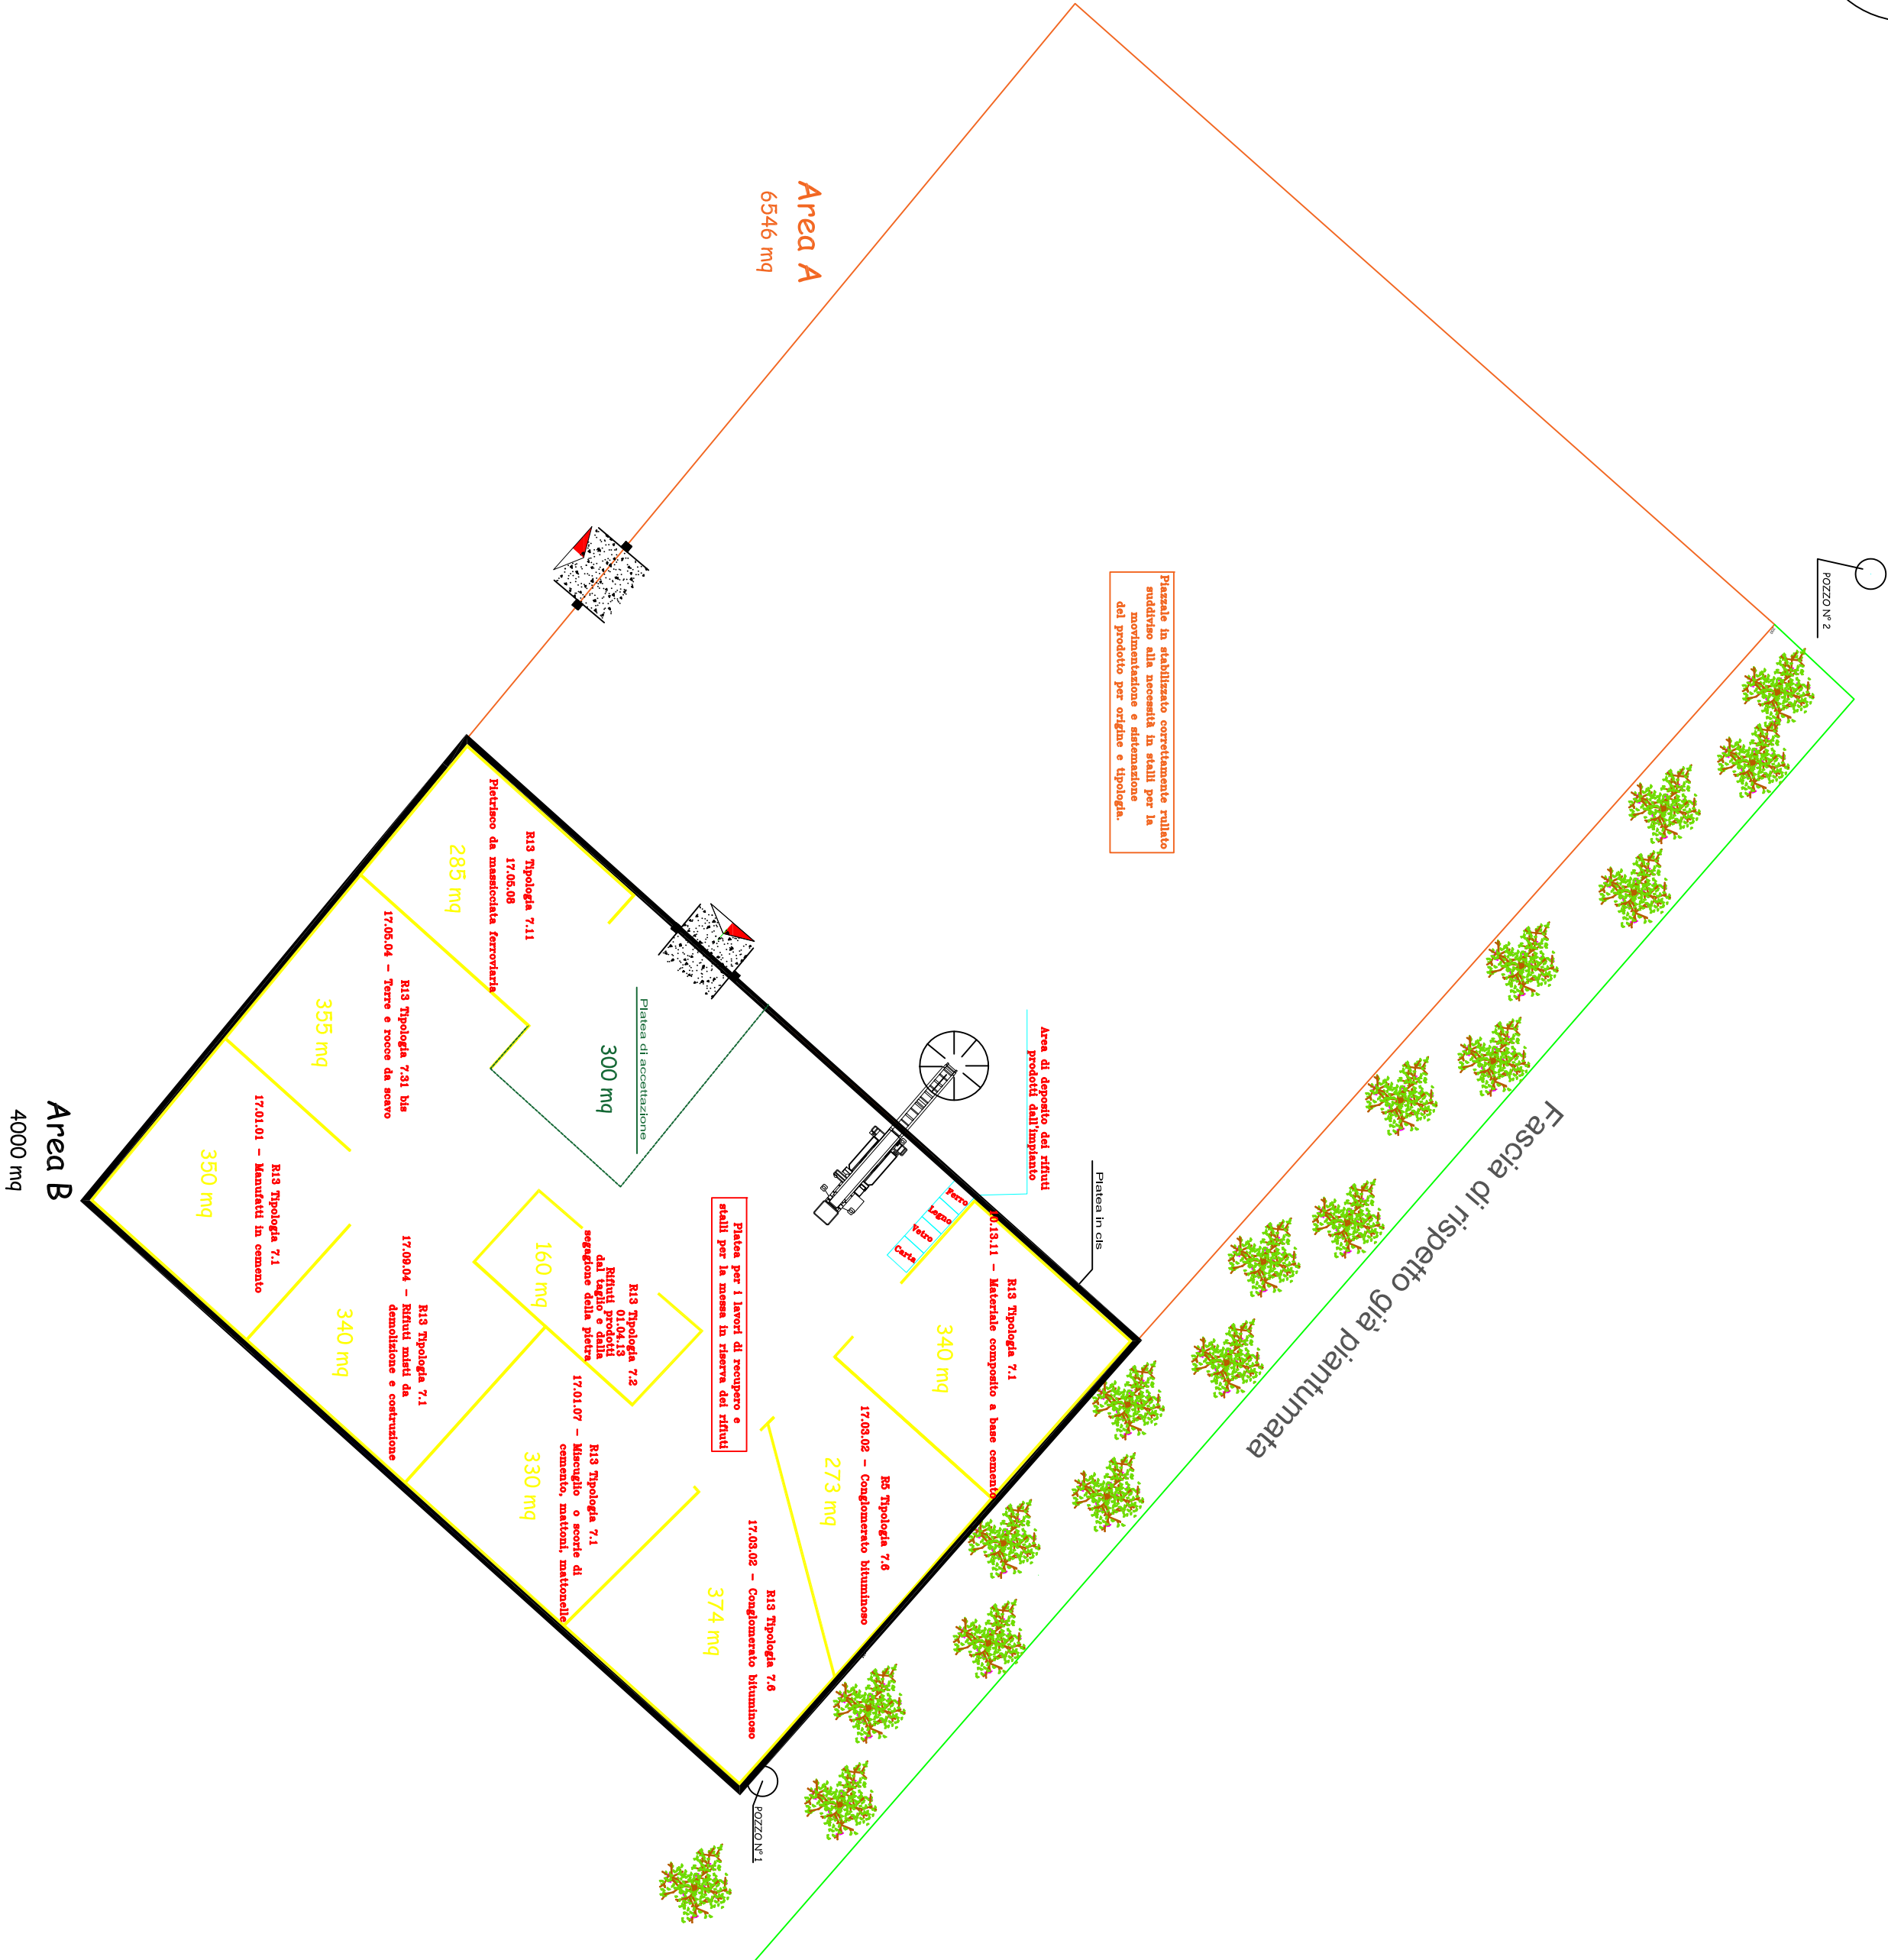 POZZO N° 2
Fascia di rispetto già piantumata
Piazzale in stabilizzato correttamente rullato
suddiviso alla necessità in stalli per la
movimentazione e sistemazione
del prodotto per origine e tipologia.
Area A
6546 mq
Platea in cls
Area di deposito dei rifiuti
prodotti dall'impianto
Ferro
Legno
Vetro
Carta
R13 Tipologia 7.1
10.13.11 - Materiale composito a base cemento
340 mq
R5 Tipologia 7.6
17.03.02 - Conglomerato bituminoso
273 mq
R13 Tipologia 7.6
17.03.02 - Conglomerato bituminoso
374 mq
POZZO N° 1
Platea per i lavori di recupero e
stalli per la messa in riserva dei rifiuti
Platea di accettazione
300 mq
R13 Tipologia 7.2
01.04.13
Rifiuti prodotti
dal taglio e dalla
segagione della pietra
160 mq
R13 Tipologia 7.1
17.01.07 - Miscuglio o scorie di
cemento, mattoni, mattonelle
330 mq
R13 Tipologia 7.11
17.05.08
Pietrisco da massicciata ferroviaria
285 mq
R13 Tipologia 7.31 bis
17.05.04 - Terre e rocce da scavo
355 mq
R13 Tipologia 7.1
17.09.04 - Rifiuti misti da
demolizione e costruzione
340 mq
R13 Tipologia 7.1
17.01.01 - Manufatti in cemento
350 mq
Area B
4000 mq